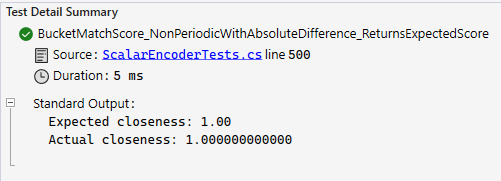 Test Detail Summary
BucketMatchScore_NonPeriodicWithAbsoluteDifference_ReturnsExpectedScore
Source: ScalarEncoderTests.cs line 500
Duration: 5 ms
Standard Output:
Expected closeness: 1.00
Actual closeness: 1.000000000000